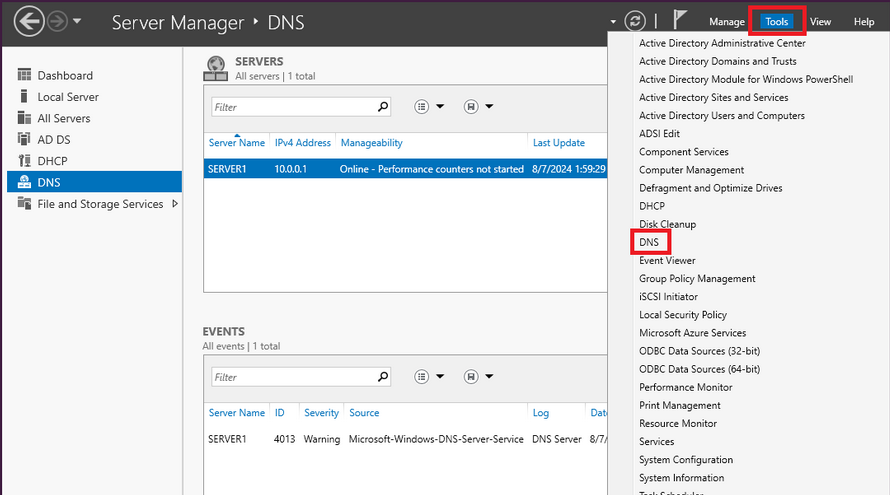 Server Manager ‣ DNS
Manage Tools View Help
Dashboard
Local Server
All Servers
AD DS
DHCP
DNS
File and Storage Services
SERVERS
All servers | 1 total
Filter
Server Name IPv4 Address Manageability Last Update
SERVER1 10.0.0.1 Online - Performance counters not started 8/7/2024 1:59:29
EVENTS
All events | 1 total
Filter
Server Name ID Severity Source Log Date
SERVER1 4013 Warning Microsoft-Windows-DNS-Server-Service DNS Server 8/7/
Active Directory Administrative Center
Active Directory Domains and Trusts
Active Directory Module for Windows PowerShell
Active Directory Sites and Services
Active Directory Users and Computers
ADSI Edit
Component Services
Computer Management
Defragment and Optimize Drives
DHCP
Disk Cleanup
DNS
Event Viewer
Group Policy Management
iSCSI Initiator
Local Security Policy
Microsoft Azure Services
ODBC Data Sources (32-bit)
ODBC Data Sources (64-bit)
Performance Monitor
Print Management
Resource Monitor
Services
System Configuration
System Information
Task Scheduler